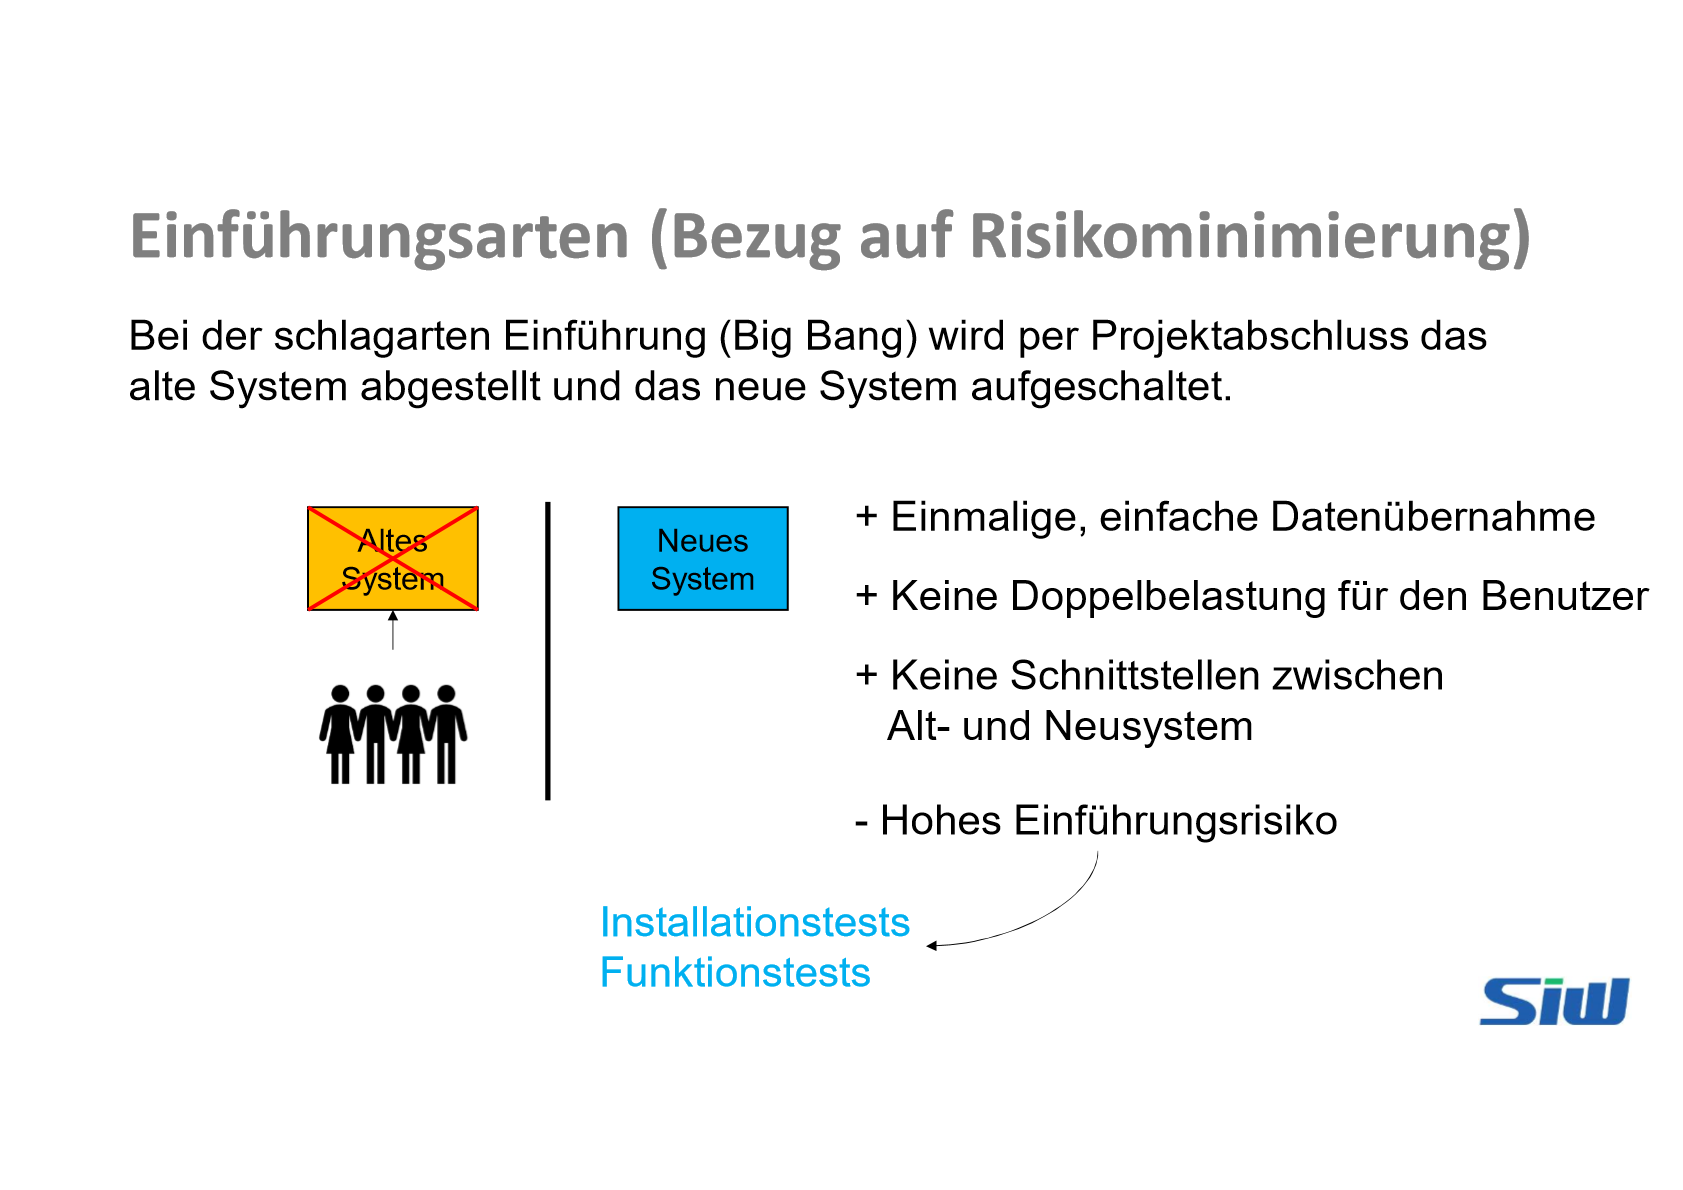 Einführungsarten (Bezug auf Risikominimierung)
Bei der schlagarten Einführung (Big Bang) wird per Projektabschluss das
alte System abgestellt und das neue System aufgeschaltet.
Altes
System
Neues
System
+ Einmalige, einfache Datenübernahme
+ Keine Doppelbelastung für den Benutzer
+ Keine Schnittstellen zwischen
Alt- und Neusystem
- Hohes Einführungsrisiko
Installationstests
Funktionstests
Siw